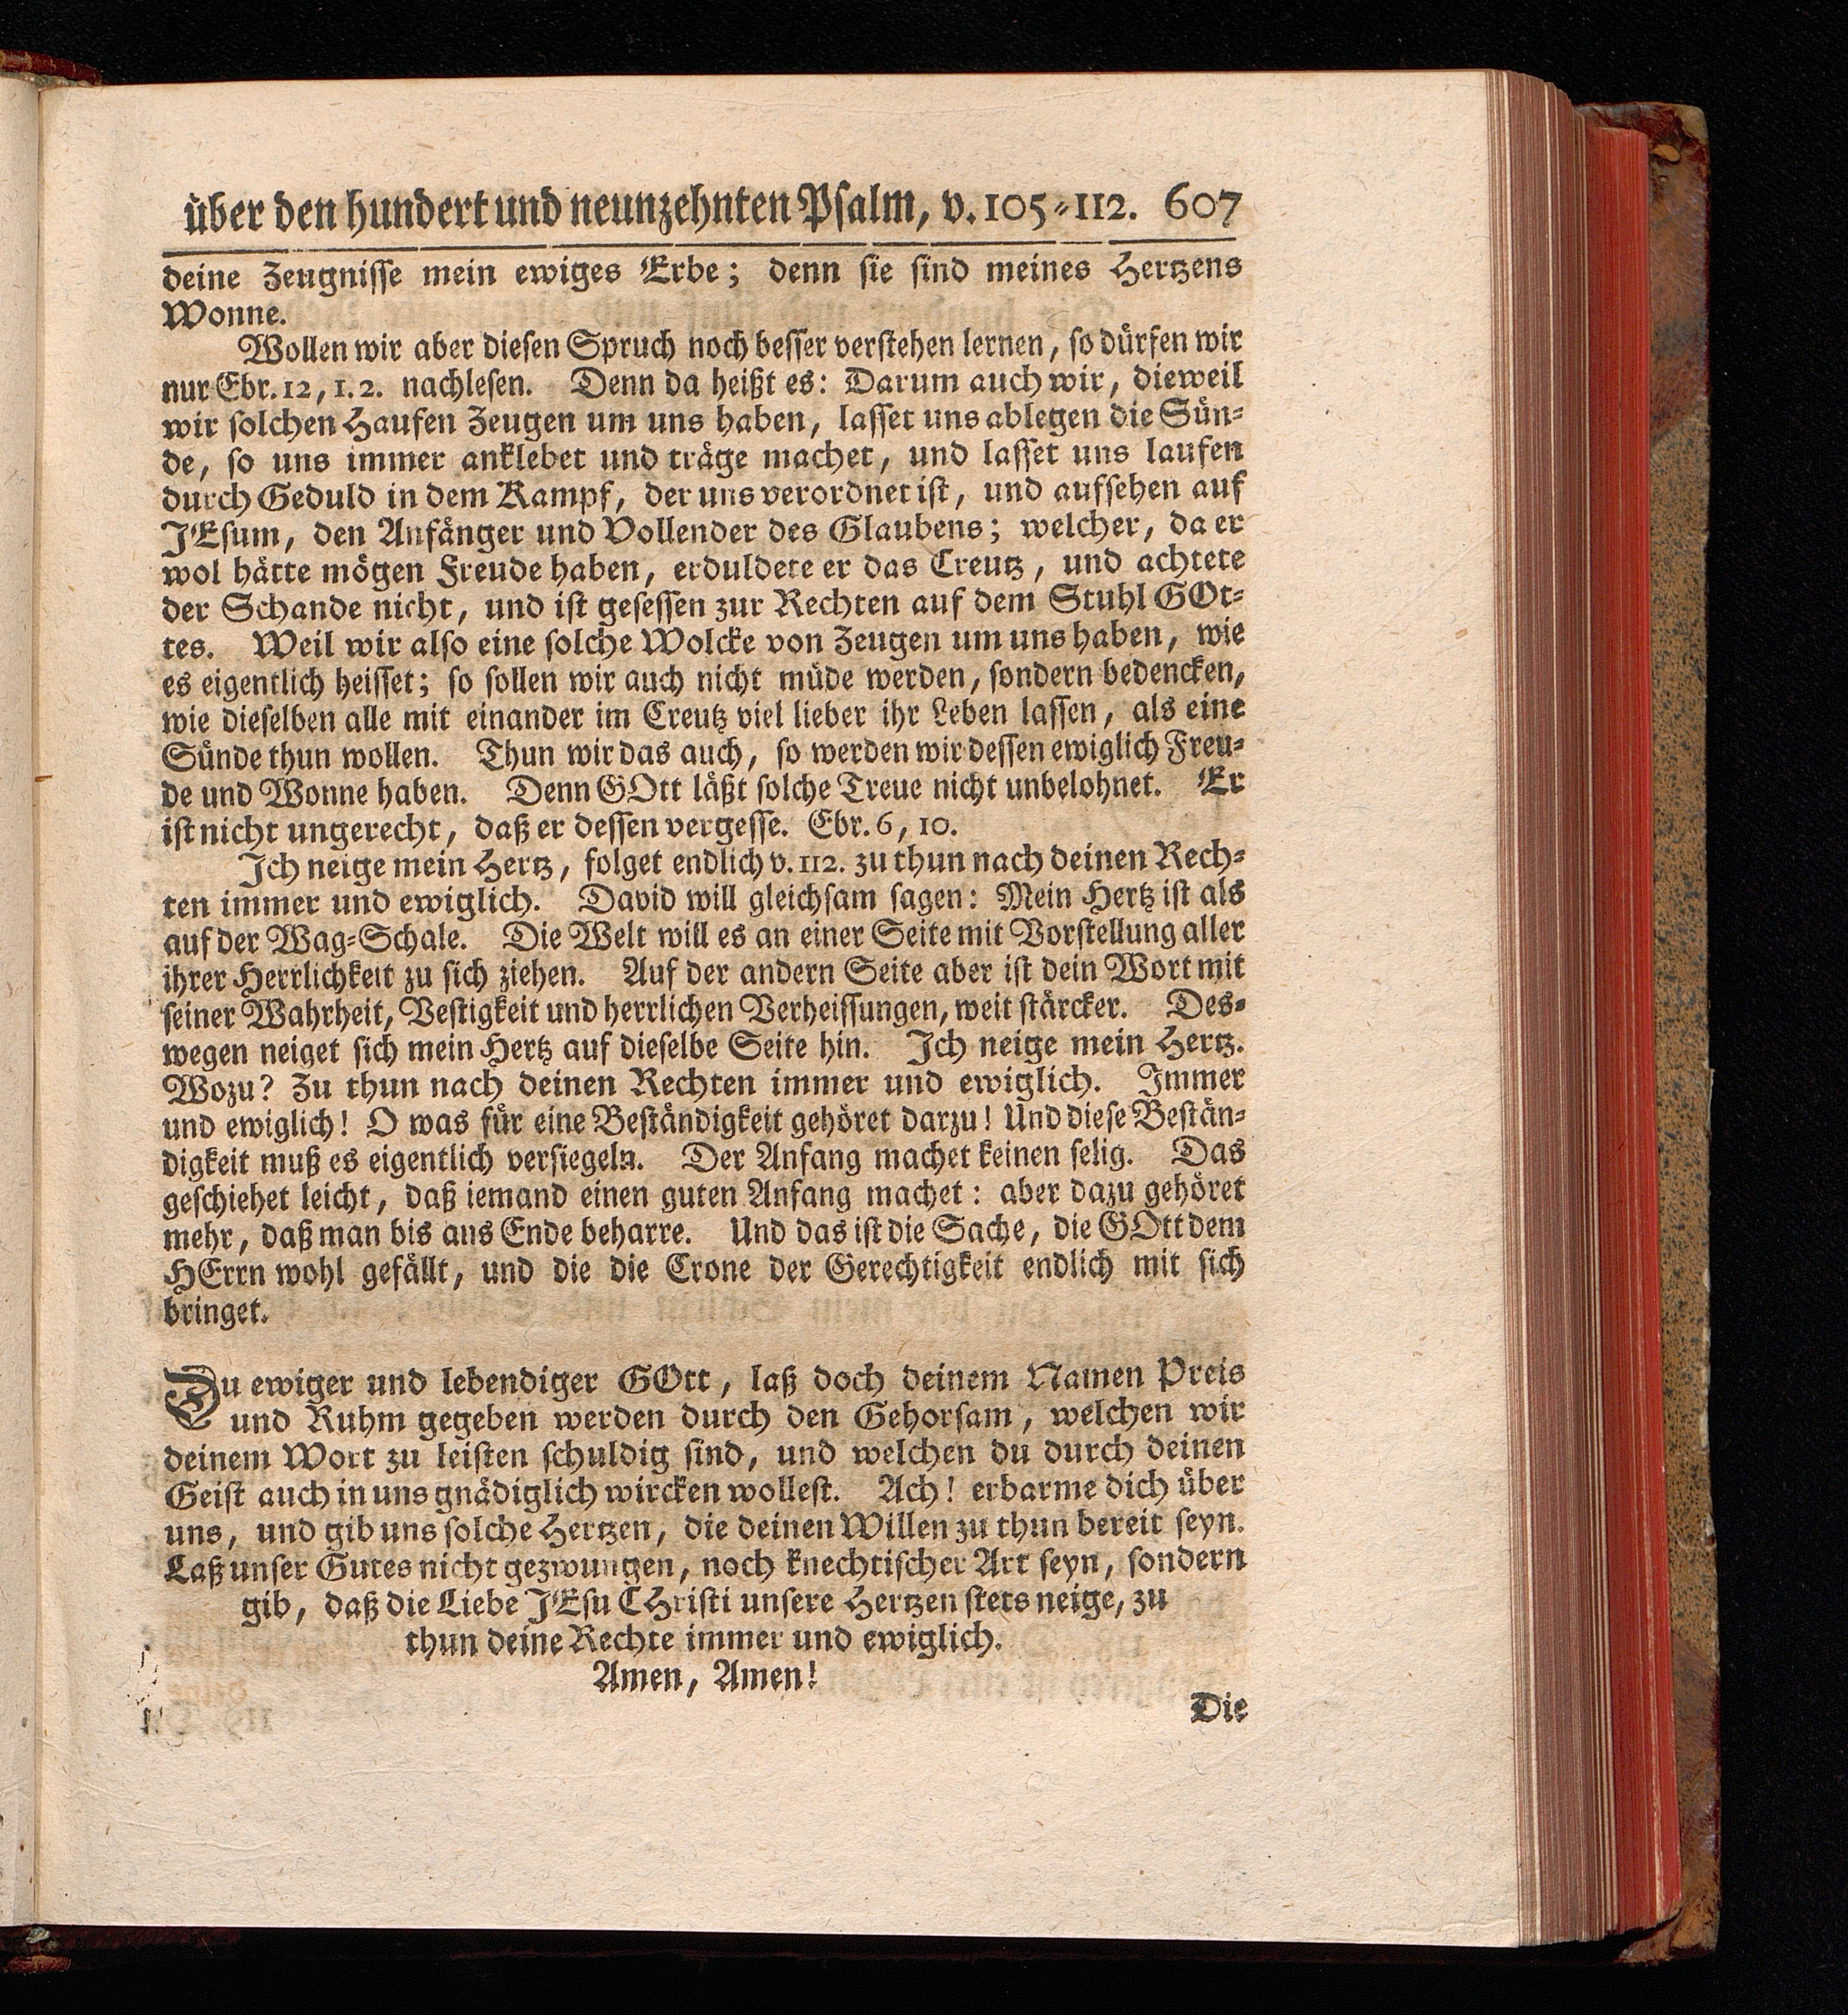 über den hundert und neunzehnten Psalm, v. 105-112. 607
deine Zeugnisse mein ewiges Erbe; denn sie sind meines Hertzens
Wonne.
Wollen wir aber diesen Spruch noch besser verstehen lernen, so dürfen wir
nur Ebr. 12, 1. 2. nachlesen. Denn da heißt es: Darum auch wir, dieweil
wir solchen Haufen Zeugen um uns haben, lasset uns ablegen die Sün-
de, so uns immer anklebet und träge machet, und lasset uns laufen
durch Geduld in dem Kampf, der uns verordnet ist, und aufsehen auf
JEsum, den Anfänger und Vollender des Glaubens; welcher, da er
wol hätte mögen Freude haben, erduldete er das Creutz, und achtete
der Schande nicht, und ist gesessen zur Rechten auf dem Stuhl GOt-
tes. Weil wir also eine solche Wolcke von Zeugen um uns haben, wie
es eigentlich heisset; so sollen wir auch nicht müde werden, sondern bedencken,
wie dieselben alle mit einander im Creutz viel lieber ihr Leben lassen, als eine
Sünde thun wollen. Thun wir das auch, so werden wir dessen ewiglich Freu-
de und Wonne haben. Denn GOtt läßt solche Treue nicht unbelohnet. Er
ist nicht ungerecht, daß er dessen vergesse. Ebr. 6, 10.
Ich neige mein Hertz, folget endlich v. 112. zu thun nach deinen Rech-
ten immer und ewiglich. David will gleichsam sagen: Mein Hertz ist als
auf der Wag-Schale. Die Welt will es an einer Seite mit Vorstellung aller
ihrer Herrlichkeit zu sich ziehen. Auf der andern Seite aber ist dein Wort mit
seiner Wahrheit, Vestigkeit und herrlichen Verheissungen, weit stärcker. Des-
wegen neiget sich mein Hertz auf dieselbe Seite hin. Ich neige mein Hertz.
Wozu? Zu thun nach deinen Rechten immer und ewiglich. Immer
und ewiglich! O was für eine Beständigkeit gehöret darzu! Und diese Bestän-
digkeit muß es eigentlich versiegeln. Der Anfang machet keinen selig. Das
geschiehet leicht, daß iemand einen guten Anfang machet: aber dazu gehöret
mehr, daß man bis ans Ende beharre. Und das ist die Sache, die GOtt dem
HErrn wohl gefällt, und die die Crone der Gerechtigkeit endlich mit sich
bringet.
Du ewiger und lebendiger GOtt, laß doch deinem Namen Preis
und Ruhm gegeben werden durch den Gehorsam, welchen wir
deinem Wort zu leisten schuldig sind, und welchen du durch deinen
Geist auch in uns gnädiglich wircken wollest. Ach! erbarme dich über
uns, und gib uns solche Hertzen, die deinen Willen zu thun bereit seyn.
Laß unser Gutes nicht gezwungen, noch knechtischer Art seyn, sondern
gib, daß die Liebe JEsu CHristi unsere Hertzen stets neige, zu
thun deine Rechte immer und ewiglich.
Amen, Amen!
Die